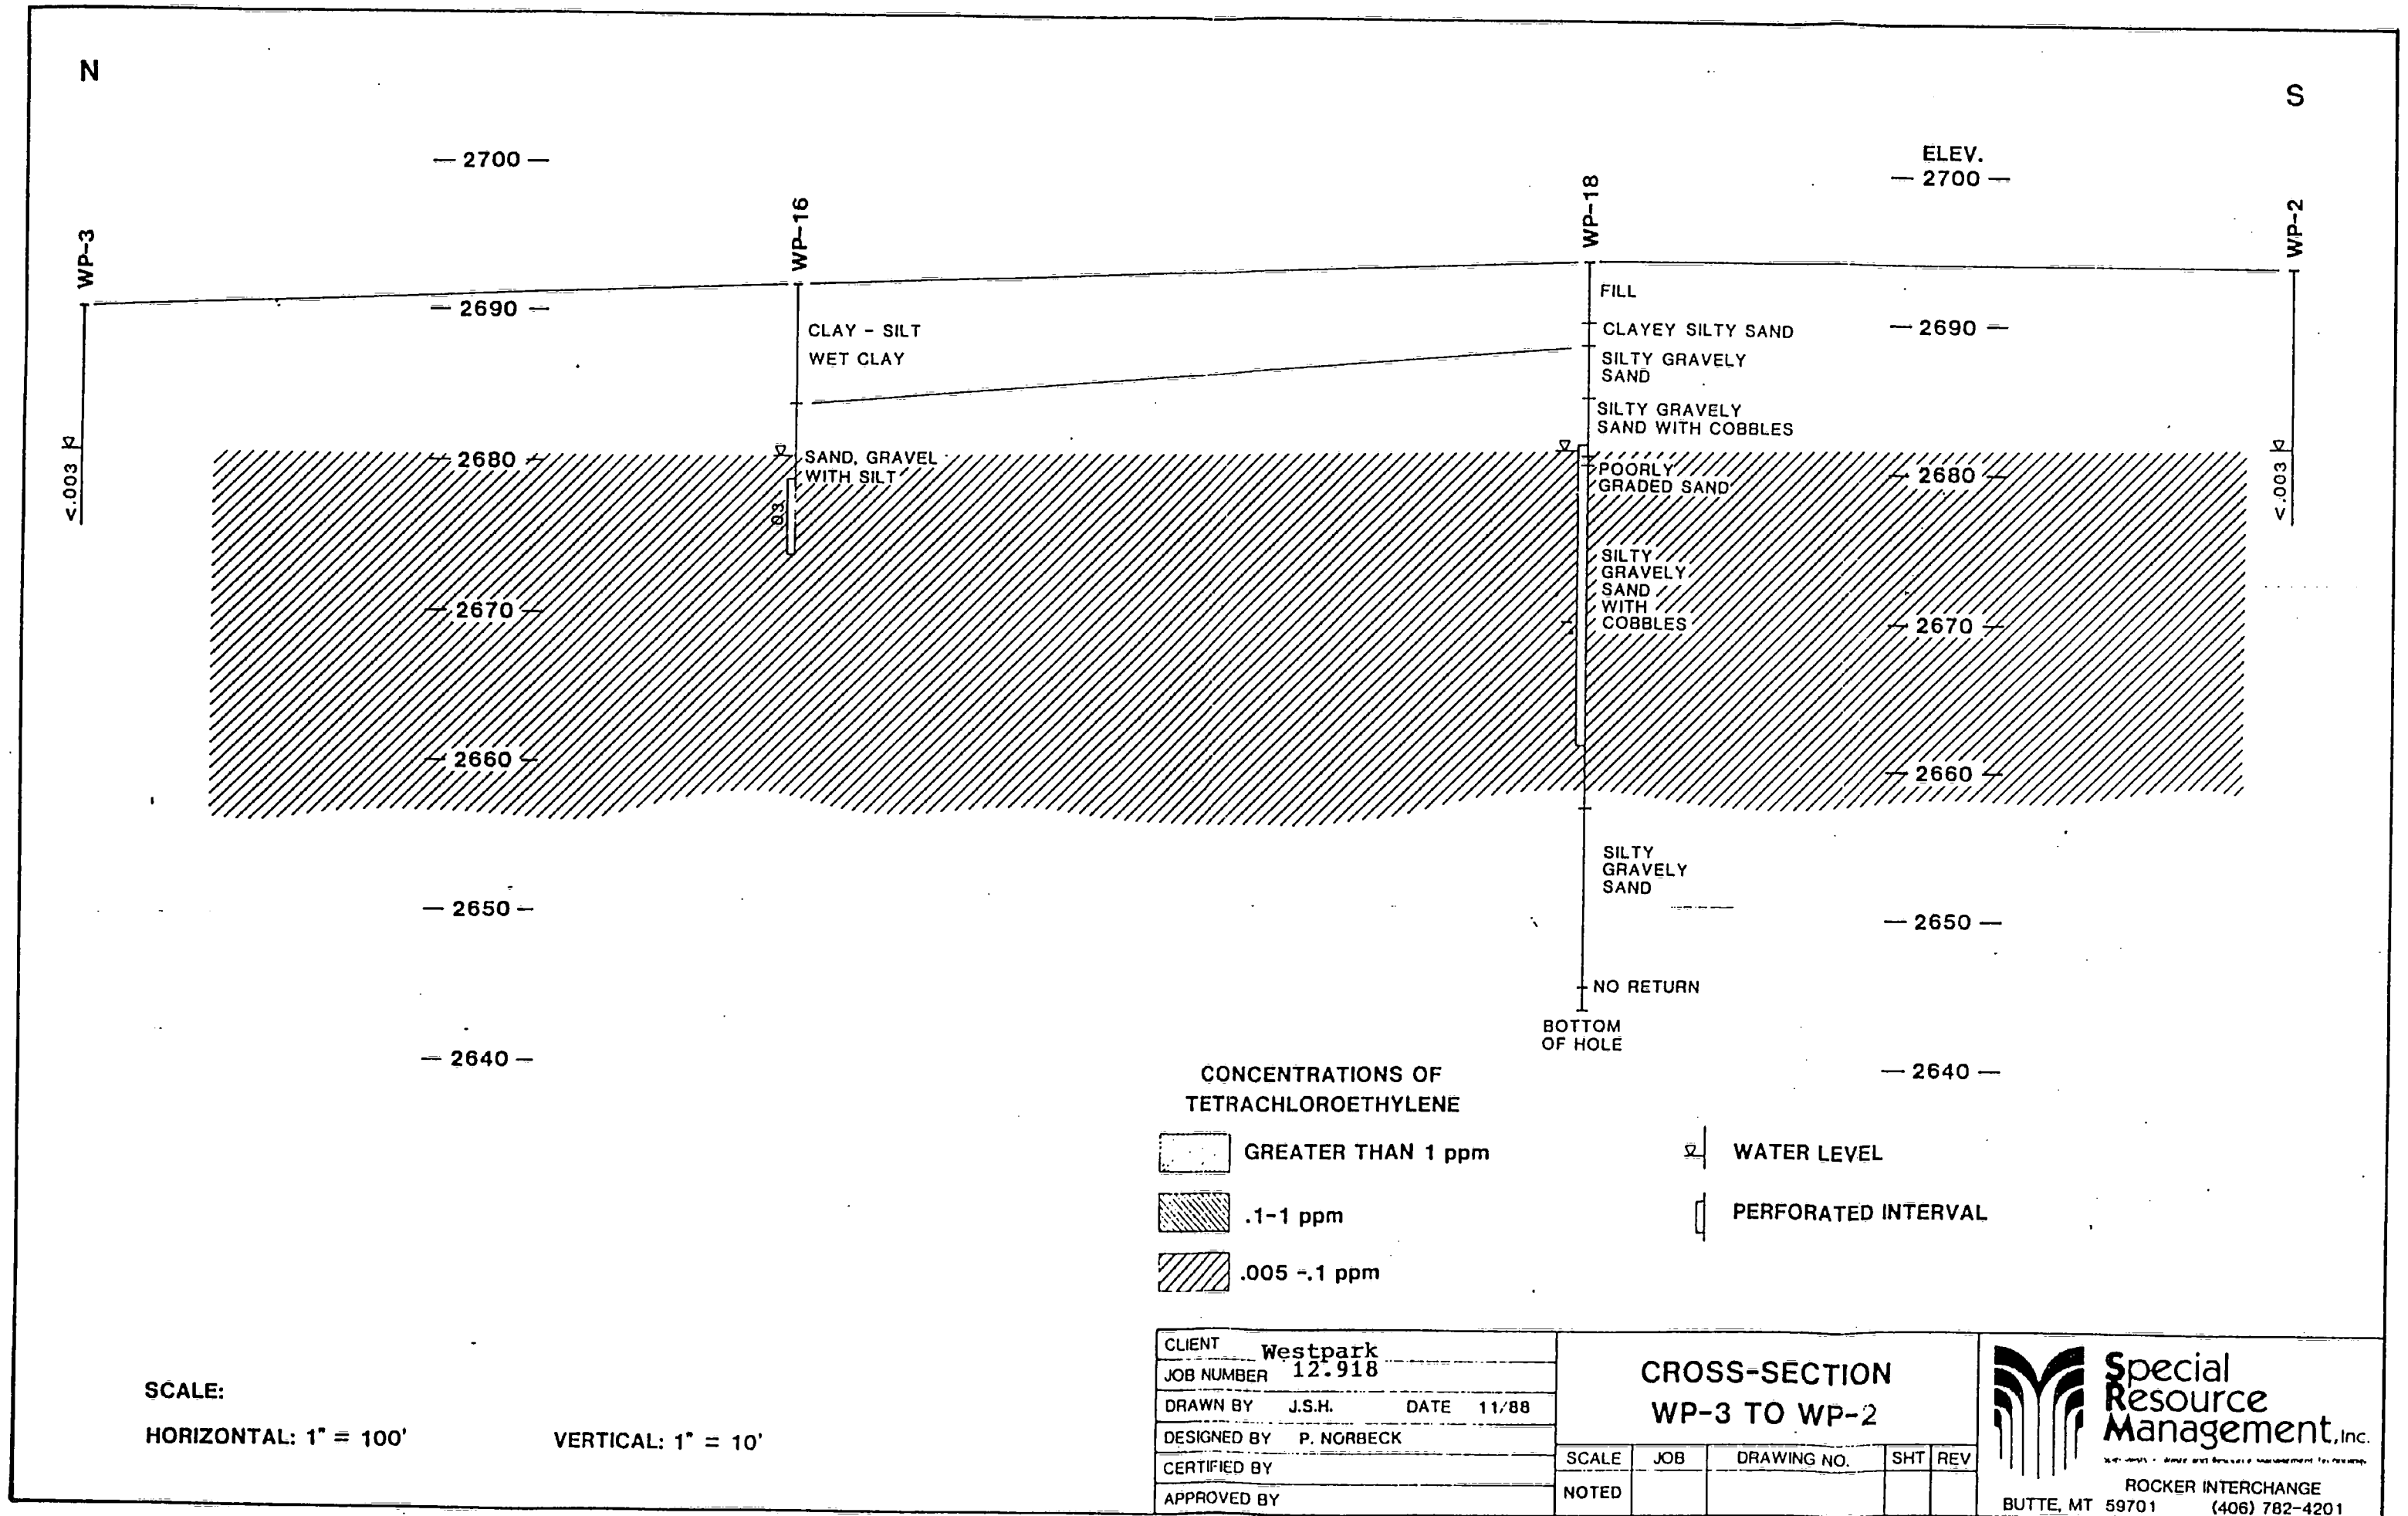 N
S
— 2700 —
ELEV.
— 2700 —
WP-3
WP-16
WP-18
WP-2
— 2690 —
— 2690 —
CLAY - SILT
WET CLAY
FILL
CLAYEY SILTY SAND
SILTY GRAVELY
SAND
SILTY GRAVELY
SAND WITH COBBLES
<.003
— 2680 —
SAND, GRAVEL
WITH SILT
.03
POORLY
GRADED SAND
— 2680 —
<.003
SILTY
GRAVELY
SAND
WITH
COBBLES
— 2670 —
— 2670 —
— 2660 —
— 2660 —
SILTY
GRAVELY
SAND
— 2650 —
— 2650 —
NO RETURN
BOTTOM
OF HOLE
— 2640 —
— 2640 —
CONCENTRATIONS OF
TETRACHLOROETHYLENE
GREATER THAN 1 ppm
.1-1 ppm
.005 -.1 ppm
WATER LEVEL
PERFORATED INTERVAL
SCALE:
HORIZONTAL: 1" = 100'
VERTICAL: 1" = 10'
CLIENT Westpark
JOB NUMBER 12.918
DRAWN BY J.S.H. DATE 11/88
DESIGNED BY P. NORBECK
CERTIFIED BY
APPROVED BY
CROSS-SECTION
WP-3 TO WP-2
SCALE JOB DRAWING NO. SHT REV
NOTED
Special
Resource
Management, Inc.
ROCKER INTERCHANGE
BUTTE, MT 59701 (406) 782-4201